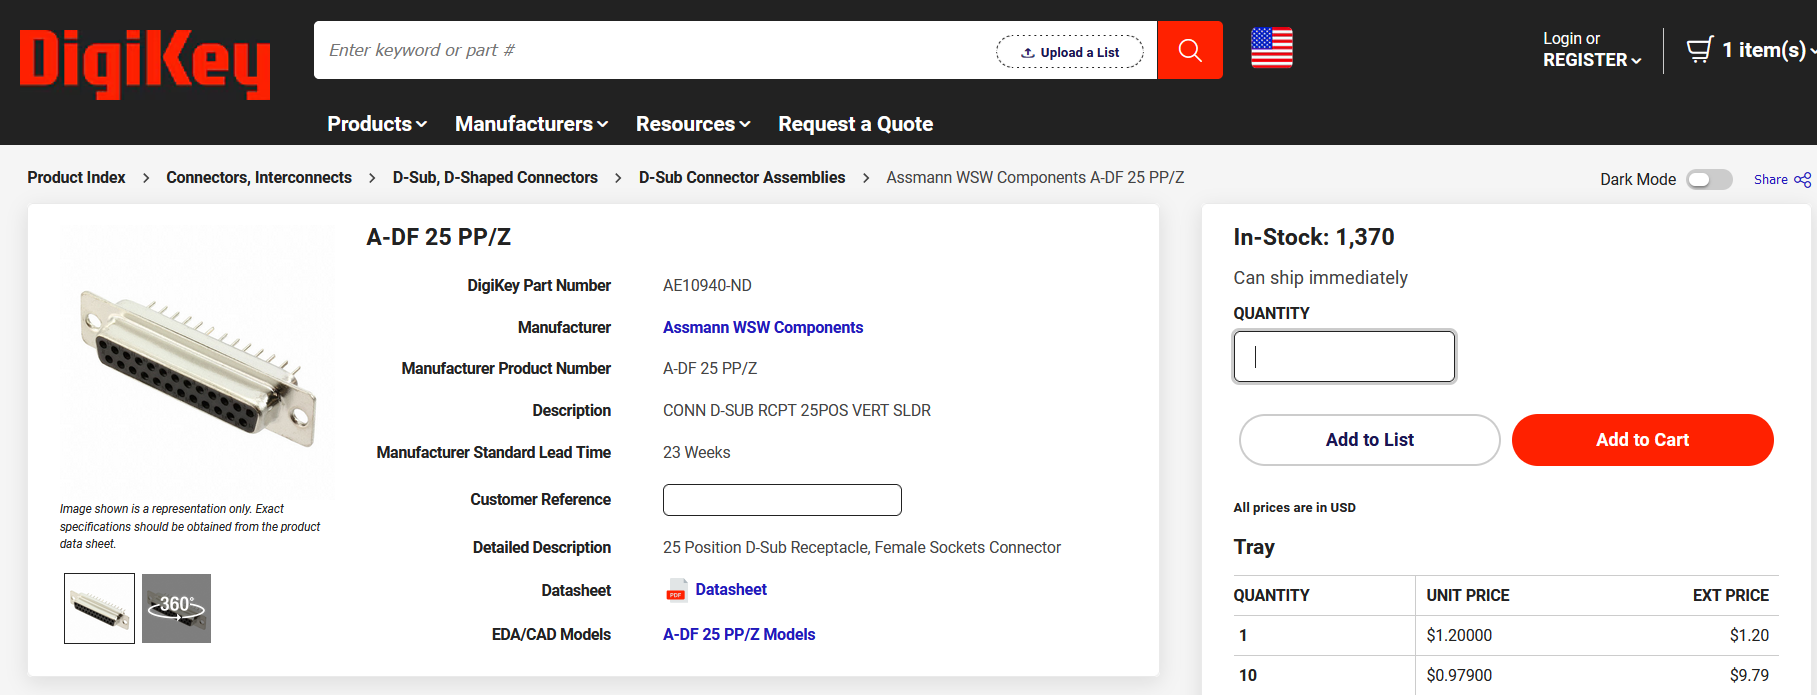 DigiKey
Enter keyword or part #
Upload a List
Login or
REGISTER
1 item(s)
Products
Manufacturers
Resources
Request a Quote
Product Index > Connectors, Interconnects > D-Sub, D-Shaped Connectors > D-Sub Connector Assemblies > Assmann WSW Components A-DF 25 PP/Z
Dark Mode
Share
A-DF 25 PP/Z
DigiKey Part Number AE10940-ND
Manufacturer Assmann WSW Components
Manufacturer Product Number A-DF 25 PP/Z
Description CONN D-SUB RCPT 25POS VERT SLDR
Manufacturer Standard Lead Time 23 Weeks
Customer Reference
Detailed Description 25 Position D-Sub Receptacle, Female Sockets Connector
Datasheet PDF Datasheet
EDA/CAD Models A-DF 25 PP/Z Models
Image shown is a representation only. Exact
specifications should be obtained from the product
data sheet.
360°
In-Stock: 1,370
Can ship immediately
QUANTITY
Add to List
Add to Cart
All prices are in USD
Tray
QUANTITY UNIT PRICE EXT PRICE
1 $1.20000 $1.20
10 $0.97900 $9.79